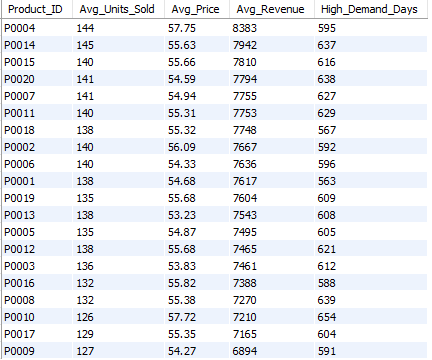 Product_ID Avg_Units_Sold Avg_Price Avg_Revenue High_Demand_Days
P0004 144 57.75 8383 595
P0014 145 55.63 7942 637
P0015 140 55.66 7810 616
P0020 141 54.59 7794 638
P0007 141 54.94 7755 627
P0011 140 55.31 7753 629
P0018 138 55.32 7748 567
P0002 140 56.09 7667 592
P0006 140 54.33 7636 596
P0001 138 54.68 7617 563
P0019 135 55.68 7604 609
P0013 138 53.23 7543 608
P0005 135 54.87 7495 605
P0012 138 55.68 7465 621
P0003 136 53.83 7461 612
P0016 132 55.82 7388 588
P0008 132 55.38 7270 639
P0010 126 57.72 7210 654
P0017 129 55.35 7165 604
P0009 127 54.27 6894 591